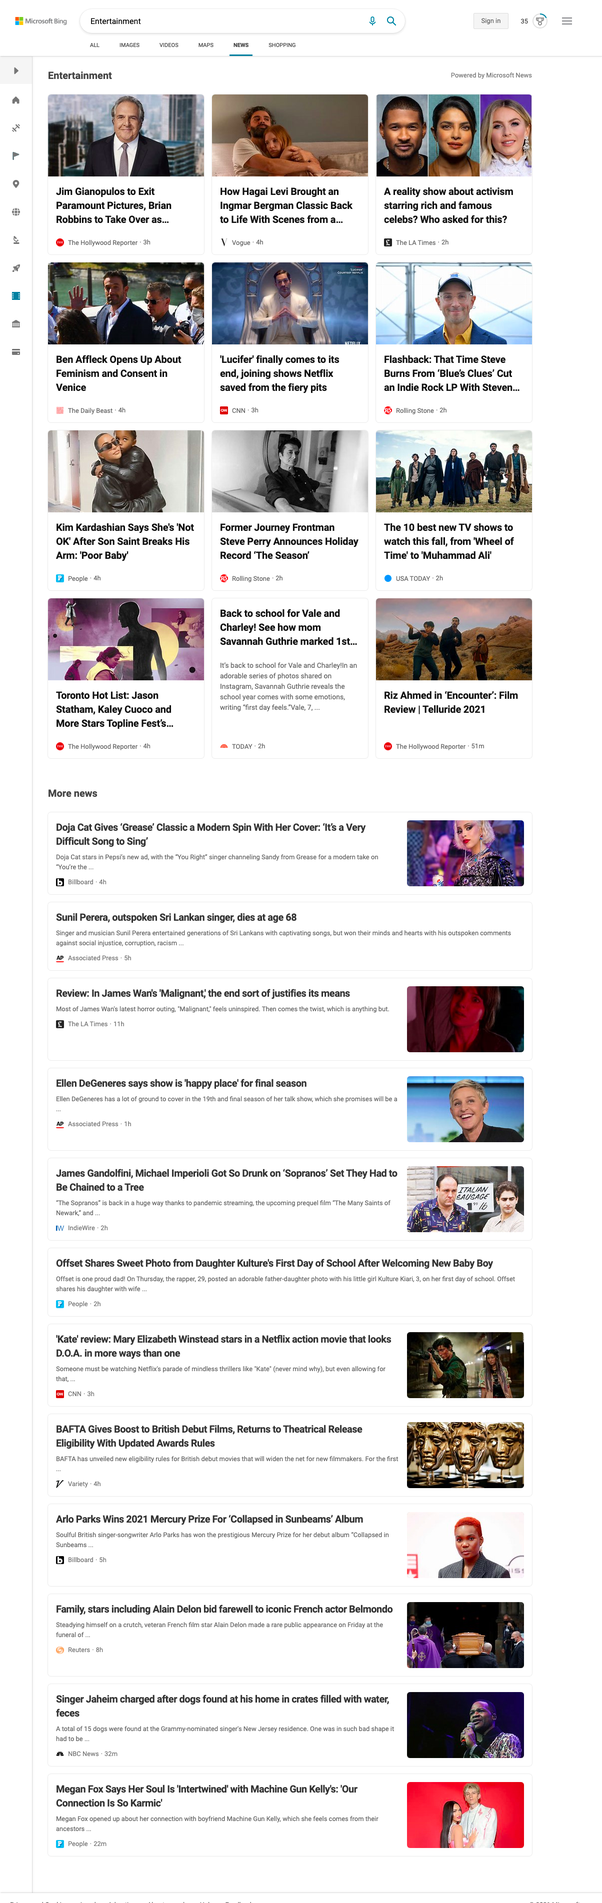 Microsoft Bing
Entertainment
Sign in
35
ALL
IMAGES
VIDEOS
MAPS
NEWS
SHOPPING
Entertainment
Powered by Microsoft News
Jim Gianopulos to Exit
Paramount Pictures, Brian
Robbins to Take Over as...
The Hollywood Reporter · 3h
How Hagai Levi Brought an
Ingmar Bergman Classic Back
to Life With Scenes from a...
Vogue · 4h
A reality show about activism
starring rich and famous
celebs? Who asked for this?
The LA Times · 2h
Ben Affleck Opens Up About
Feminism and Consent in
Venice
The Daily Beast · 4h
NETFLIX
'Lucifer' finally comes to its
end, joining shows Netflix
saved from the fiery pits
CNN · 3h
Flashback: That Time Steve
Burns From ‘Blue’s Clues’ Cut
an Indie Rock LP With Steven...
Rolling Stone · 2h
Kim Kardashian Says She's 'Not
OK' After Son Saint Breaks His
Arm: 'Poor Baby'
People · 4h
Former Journey Frontman
Steve Perry Announces Holiday
Record ‘The Season’
Rolling Stone · 2h
The 10 best new TV shows to
watch this fall, from 'Wheel of
Time' to 'Muhammad Ali'
USA TODAY · 2h
Toronto Hot List: Jason
Statham, Kaley Cuoco and
More Stars Topline Fest’s...
The Hollywood Reporter · 4h
Back to school for Vale and
Charley! See how mom
Savannah Guthrie marked 1st...
It's back to school for Vale and Charley!In an
adorable series of photos shared on
Instagram, Savannah Guthrie reveals the
school year comes with some emotions,
writing "first day feels."Vale, 7, ...
TODAY · 2h
Riz Ahmed in ‘Encounter’: Film
Review | Telluride 2021
The Hollywood Reporter · 51m
More news
Doja Cat Gives ‘Grease’ Classic a Modern Spin With Her Cover: ‘It’s a Very
Difficult Song to Sing’
Doja Cat stars in Pepsi's new ad, with the "You Right" singer channeling Sandy from Grease for a modern take on
"You're the ...
Billboard · 4h
Sunil Perera, outspoken Sri Lankan singer, dies at age 68
Singer and musician Sunil Perera entertained generations of Sri Lankans with captivating songs, but won their minds and hearts with his outspoken comments
against social injustice, corruption, racism ...
AP Associated Press · 5h
Review: In James Wan's 'Malignant,' the end sort of justifies its means
Most of James Wan's latest horror outing, "Malignant," feels uninspired. Then comes the twist, which is anything but.
The LA Times · 11h
Ellen DeGeneres says show is 'happy place' for final season
Ellen DeGeneres has a lot of ground to cover in the 19th and final season of her talk show, which she promises will be a
...
AP Associated Press · 1h
James Gandolfini, Michael Imperioli Got So Drunk on ‘Sopranos’ Set They Had to
Be Chained to a Tree
"The Sopranos" is back in a huge way thanks to pandemic streaming, the upcoming prequel film "The Many Saints of
Newark," and ...
IW IndieWire · 2h
ITALIAN
SAUSAGE
Offset Shares Sweet Photo from Daughter Kulture's First Day of School After Welcoming New Baby Boy
Offset is one proud dad! On Thursday, the rapper, 29, posted an adorable father-daughter photo with his little girl Kulture Kiari, 3, on her first day of school. Offset
shares his daughter with wife ...
People · 2h
'Kate' review: Mary Elizabeth Winstead stars in a Netflix action movie that looks
D.O.A. in more ways than one
Someone must be watching Netflix's parade of mindless thrillers like "Kate" (never mind why), but even allowing for
that, ...
CNN · 3h
BAFTA Gives Boost to British Debut Films, Returns to Theatrical Release
Eligibility With Updated Awards Rules
BAFTA has unveiled new eligibility rules for British debut movies that will widen the net for new filmmakers. For the first
...
Variety · 4h
Arlo Parks Wins 2021 Mercury Prize For ‘Collapsed in Sunbeams’ Album
Soulful British singer-songwriter Arlo Parks has won the prestigious Mercury Prize for her debut album "Collapsed in
Sunbeams ...
Billboard · 5h
Family, stars including Alain Delon bid farewell to iconic French actor Belmondo
Steadying himself on a crutch, veteran French film star Alain Delon made a rare public appearance on Friday at the
funeral of ...
Reuters · 8h
Singer Jaheim charged after dogs found at his home in crates filled with water,
feces
A total of 15 dogs were found at the Grammy-nominated singer's New Jersey residence. One was in such bad shape it
had to be ...
NBC News · 32m
Megan Fox Says Her Soul Is 'Intertwined' with Machine Gun Kelly's: 'Our
Connection Is So Karmic'
Megan Fox opened up about her connection with boyfriend Machine Gun Kelly, which she feels comes from their
ancestors ...
People · 22m